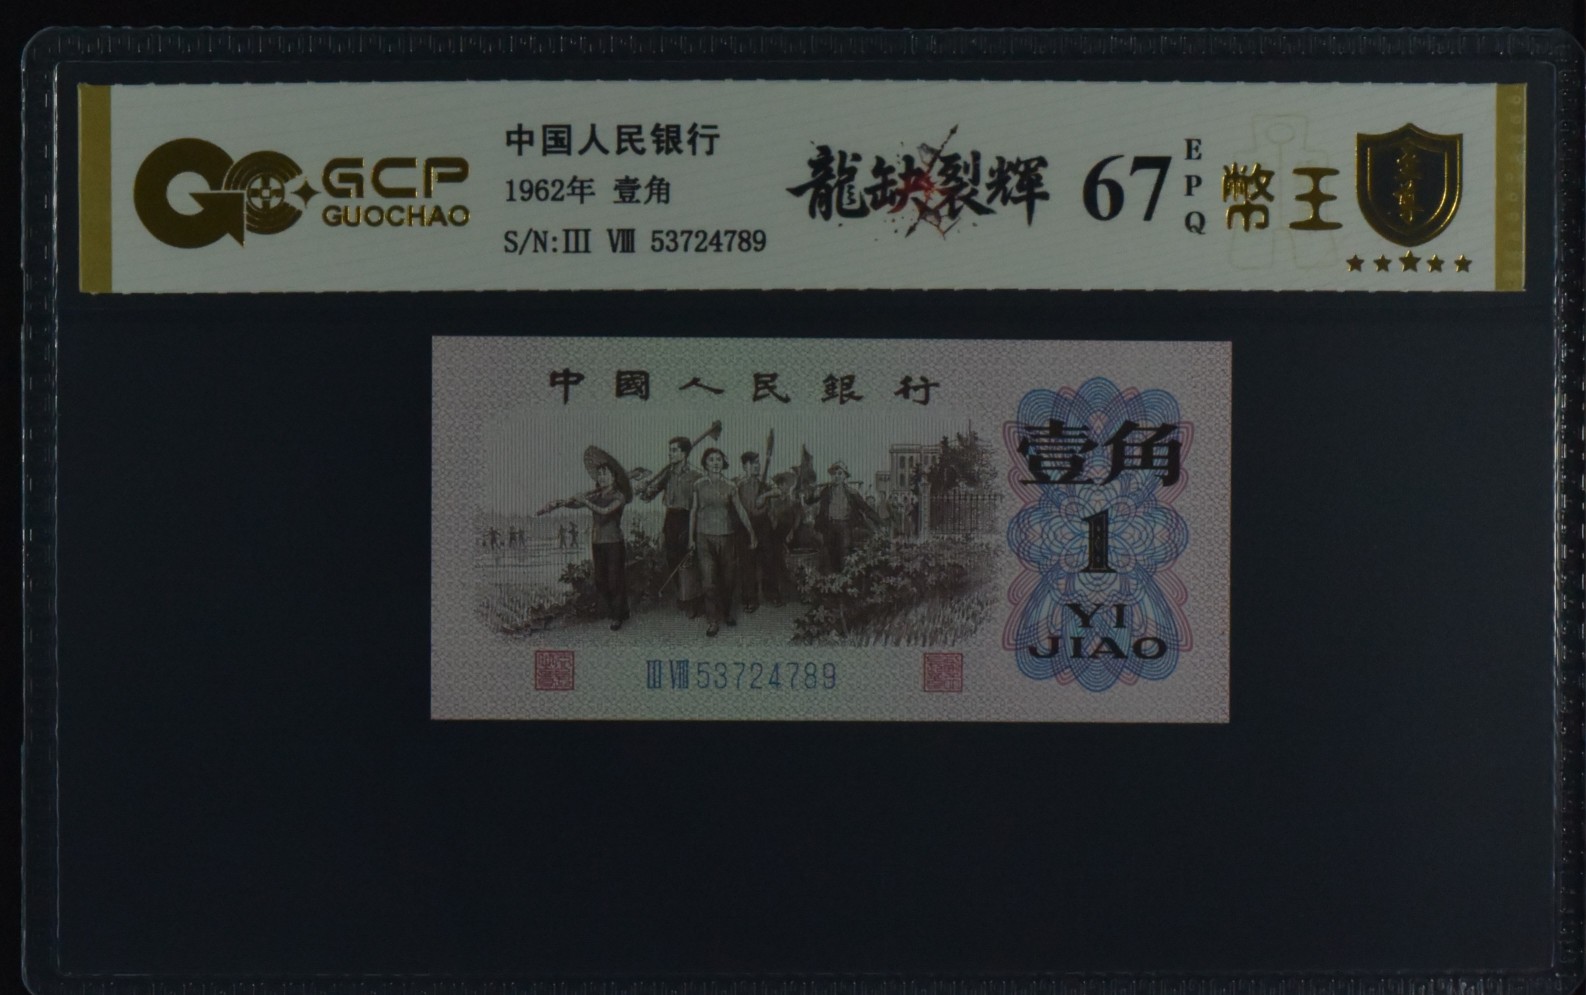 GCP
GUOCHAO
中国人民银行
1962年 壹角
S/N:III VIII 53724789
龍缺裂輝
67
EPQ
幣王
中國人民銀行
壹角
1
YI
JIAO
III VIII 53724789